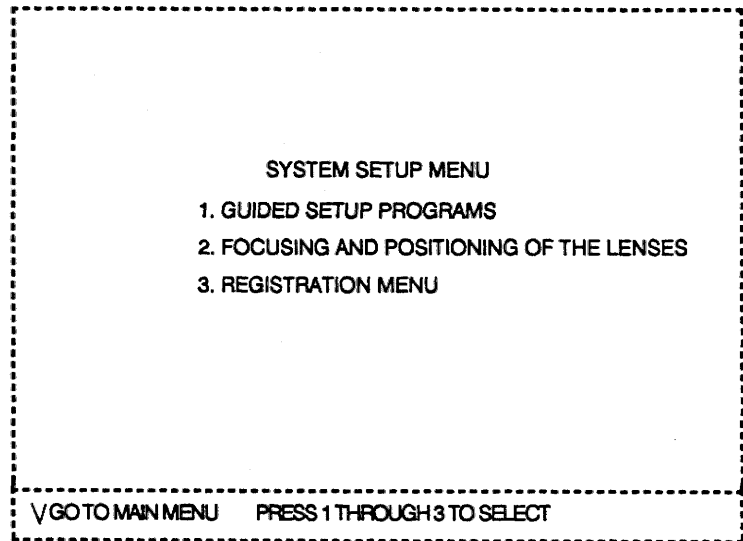 SYSTEM SETUP MENU
1. GUIDED SETUP PROGRAMS
2. FOCUSING AND POSITIONING OF THE LENSES
3. REGISTRATION MENU
\/ GO TO MAIN MENU PRESS 1 THROUGH 3 TO SELECT